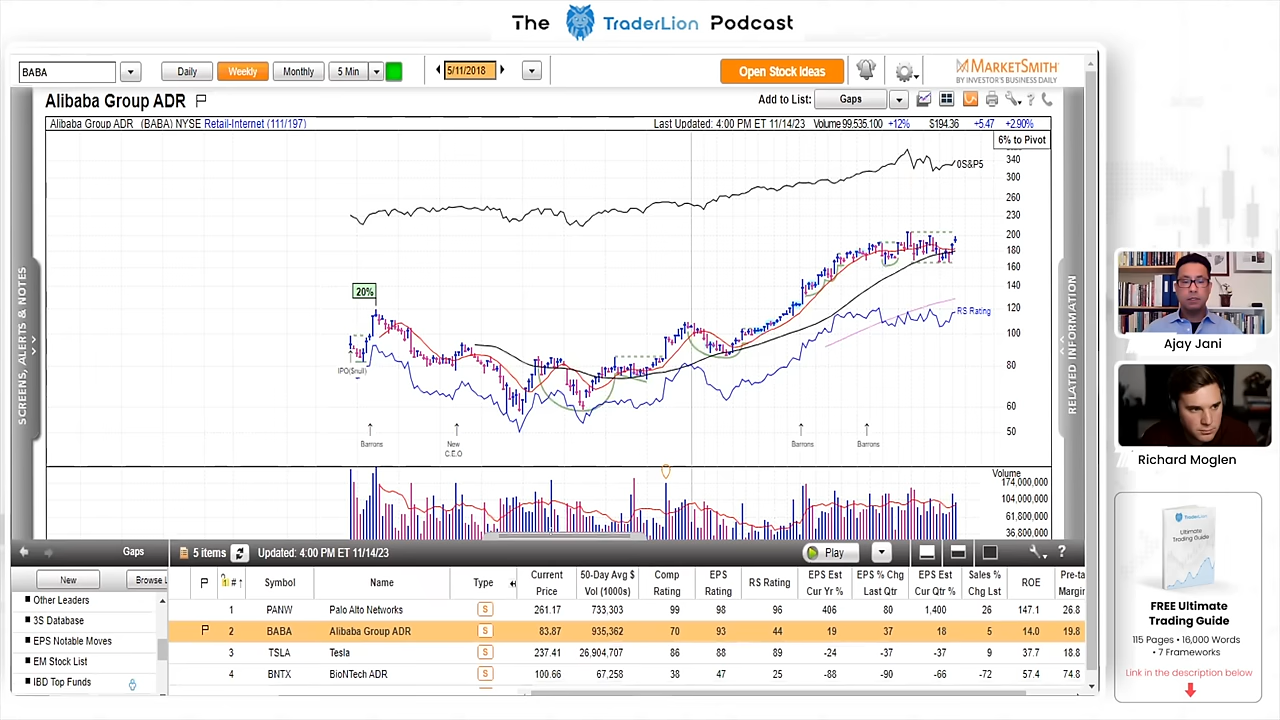 The TraderLion Podcast
BABA Daily Weekly Monthly 5 Min 5/11/2018 Open Stock Ideas MARKETSMITH
BY INVESTOR'S BUSINESS DAILY
Alibaba Group ADR Add to List: Gaps ?
Alibaba Group ADR (BABA) NYSE Retail-Internet (111/197) Last Updated: 4:00 PM ET 11/14/23 Volume 99,535,100 +12% $194.36 +5.47 +2.90%
6% to Pivot
340
0S&P5
300
260
230
200
180
160
140
20%
120
RS Rating
100
80
IPO($null)
60
50
Barrons
New
C.E.O
Barrons
Barrons
Volume
174,000,000
104,000,000
61,800,000
36,800,000
SCREENS, ALERTS & NOTES
RELATED INFORMATION
Gaps 5 items Updated: 4:00 PM ET 11/14/23 Play ?
New Browse L
Other Leaders
3S Database
EPS Notable Moves
EM Stock List
IBD Top Funds
# Symbol Name Type Current Price 50-Day Avg $ Vol (1000s) Comp Rating EPS Rating RS Rating EPS Est Cur Yr % EPS % Chg Last Qtr EPS Est Cur Qtr % Sales % Chg Lst ROE Pre-ta Margin
1 PANW Palo Alto Networks S 261.17 733,303 99 98 96 406 80 1,400 26 147.1 26.8
2 BABA Alibaba Group ADR S 83.87 935,362 70 93 44 19 37 18 5 14.0 19.8
3 TSLA Tesla S 237.41 26,904,707 86 88 89 -24 -37 -37 9 37.7 18.8
4 BNTX BioNTech ADR S 100.66 67,258 38 47 25 -88 -90 -66 -72 57.4 74.8
Ajay Jani
Richard Moglen
TraderLion
Ultimate
Trading Guide
FREE Ultimate
Trading Guide
115 Pages • 16,000 Words
• 7 Frameworks
Link in the description below